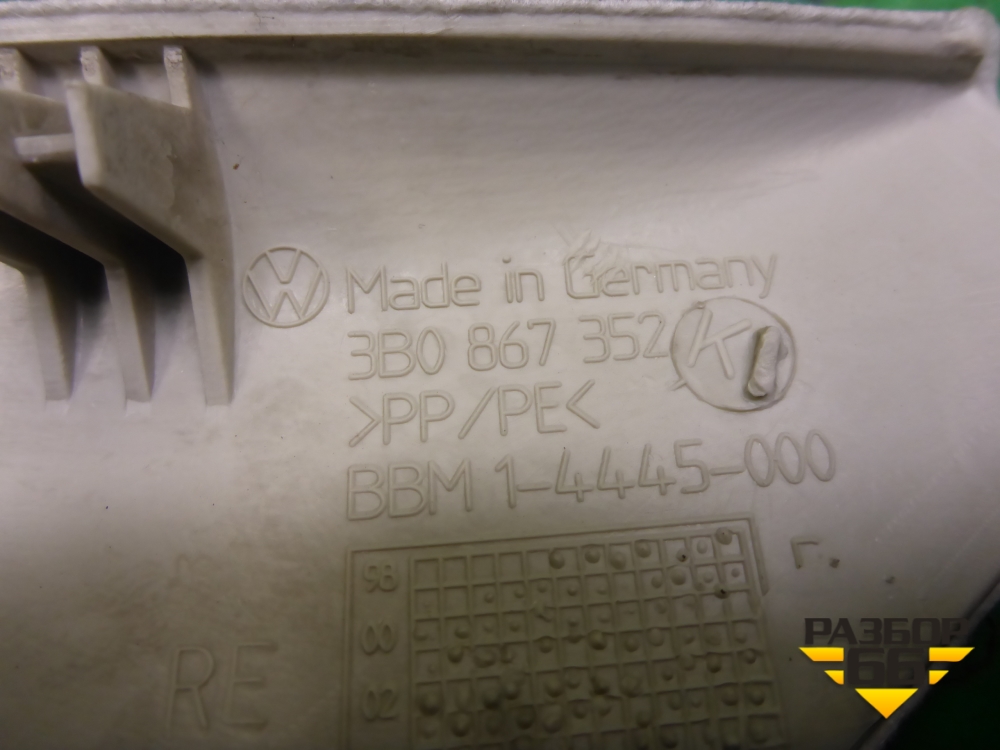 Made in Germany
3B0 867 352 K
>PP/PE<
BBM 1-4445-000
98
00
02
RE
РАЗБОР
66